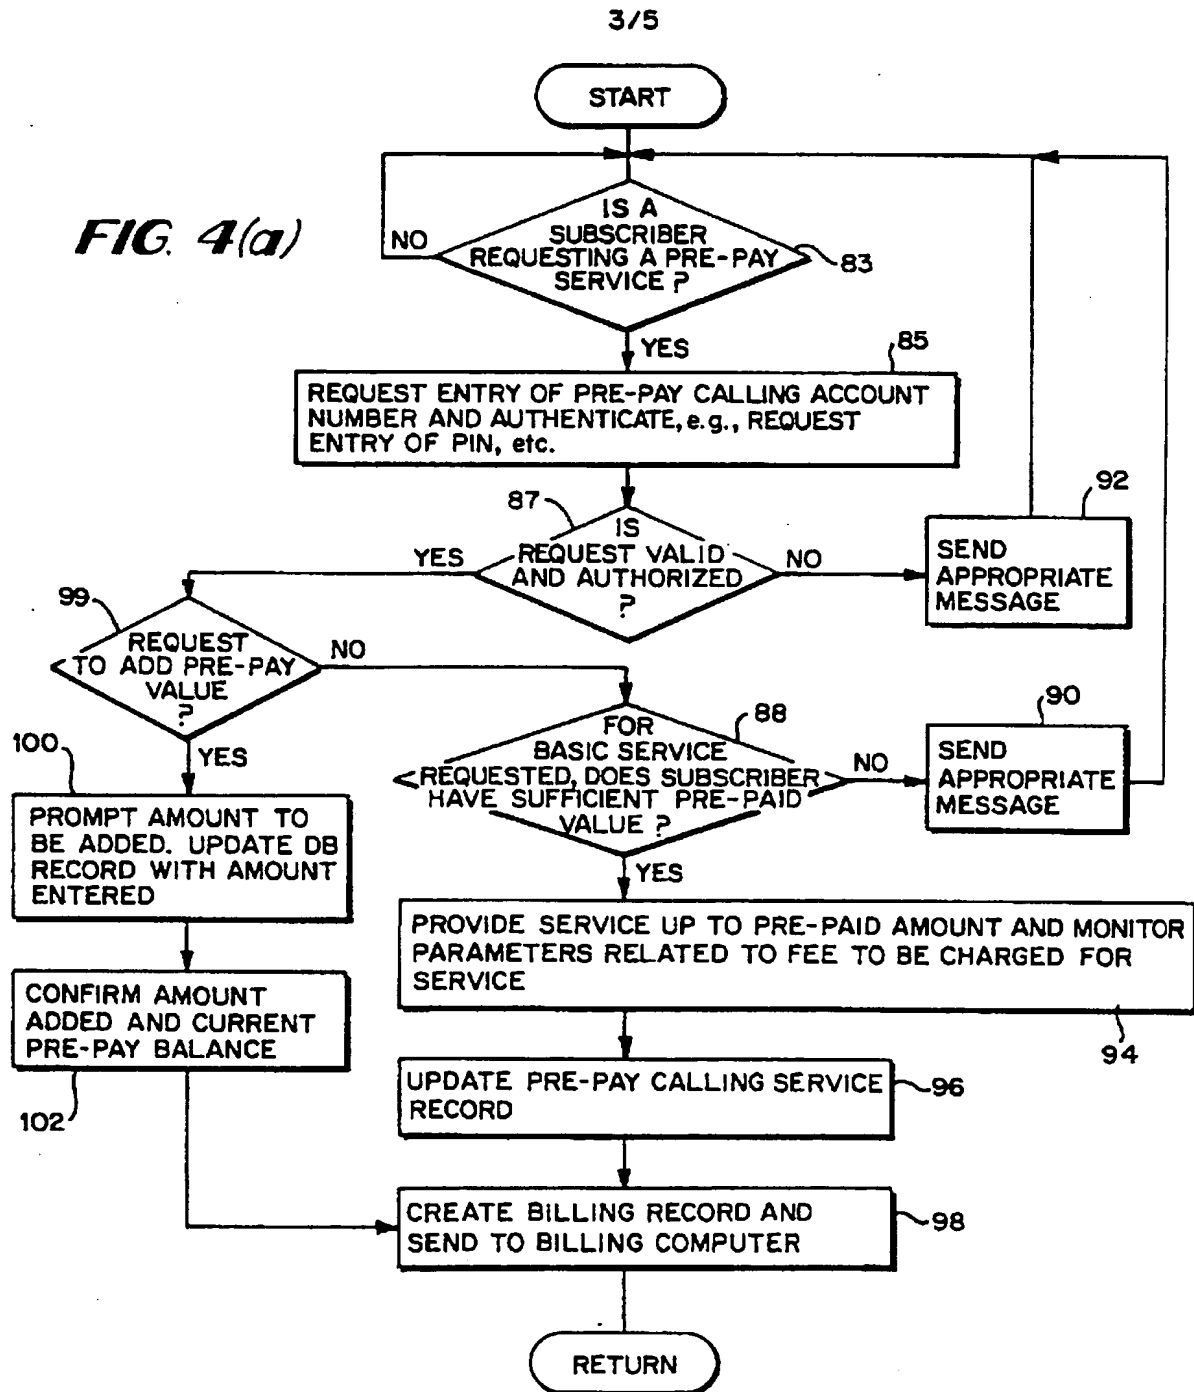 3/5
START
FIG. 4(a)
IS A
SUBSCRIBER
REQUESTING A PRE-PAY
SERVICE ?
NO
83
YES
85
REQUEST ENTRY OF PRE-PAY CALLING ACCOUNT
NUMBER AND AUTHENTICATE, e.g., REQUEST
ENTRY OF PIN, etc.
87
IS
REQUEST VALID
AND AUTHORIZED
?
YES
NO
92
SEND
APPROPRIATE
MESSAGE
99
REQUEST
TO ADD PRE-PAY
VALUE
?
NO
YES
88
FOR
BASIC SERVICE
REQUESTED, DOES SUBSCRIBER
HAVE SUFFICIENT PRE-PAID
VALUE ?
NO
90
SEND
APPROPRIATE
MESSAGE
YES
100
PROMPT AMOUNT TO
BE ADDED. UPDATE DB
RECORD WITH AMOUNT
ENTERED
PROVIDE SERVICE UP TO PRE-PAID AMOUNT AND MONITOR
PARAMETERS RELATED TO FEE TO BE CHARGED FOR
SERVICE
94
CONFIRM AMOUNT
ADDED AND CURRENT
PRE-PAY BALANCE
102
UPDATE PRE-PAY CALLING SERVICE
RECORD
96
CREATE BILLING RECORD AND
SEND TO BILLING COMPUTER
98
RETURN